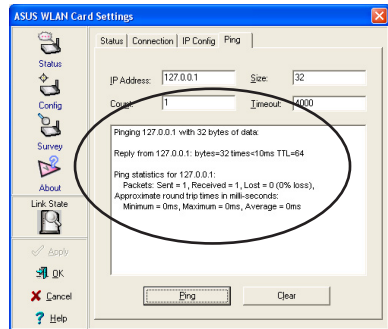 ASUS WLAN Card Settings
Status
Config
Survey
About
Link State
Apply
OK
Cancel
Help
Status Connection IP Config Ping
IP Address: 127.0.0.1 Size: 32
Count: 1 Timeout: 4000
Pinging 127.0.0.1 with 32 bytes of data:
Reply from 127.0.0.1: bytes=32 times<10ms TTL=64
Ping statistics for 127.0.0.1:
Packets: Sent = 1, Received = 1, Lost = 0 (0% loss),
Approximate round trip times in milli-seconds:
Minimum = 0ms, Maximum = 0ms, Average = 0ms
Ping Clear